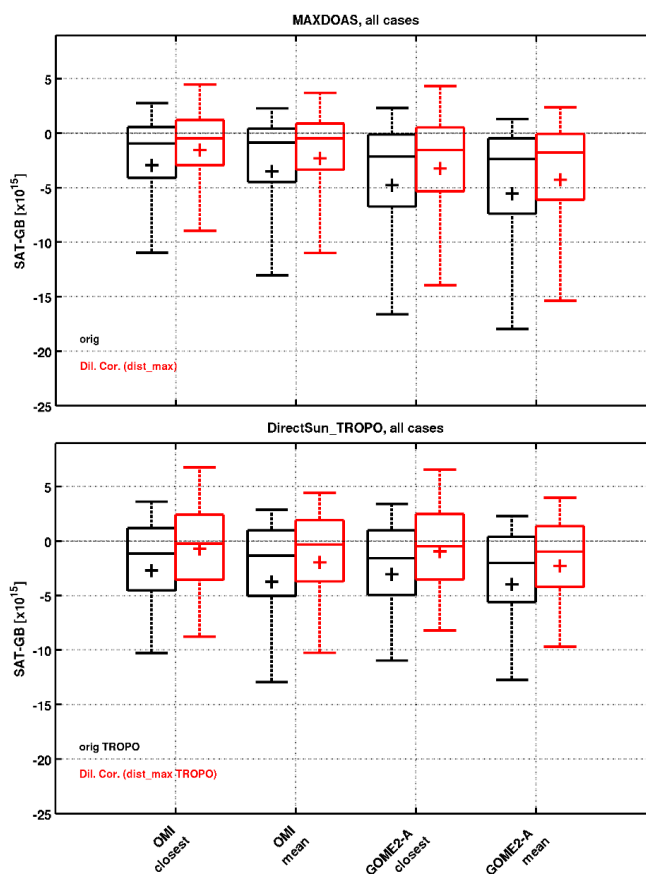 MAXDOAS, all cases
5
0
-5
-10
-15
-20
-25
SAT-GB [x10¹⁵]
orig
Dil. Cor. (dist_max)
DirectSun_TROPO, all cases
5
0
-5
-10
-15
-20
-25
SAT-GB [x10¹⁵]
orig TROPO
Dil. Cor. (dist_max TROPO)
OMI
closest
OMI
mean
GOME2-A
closest
GOME2-A
mean